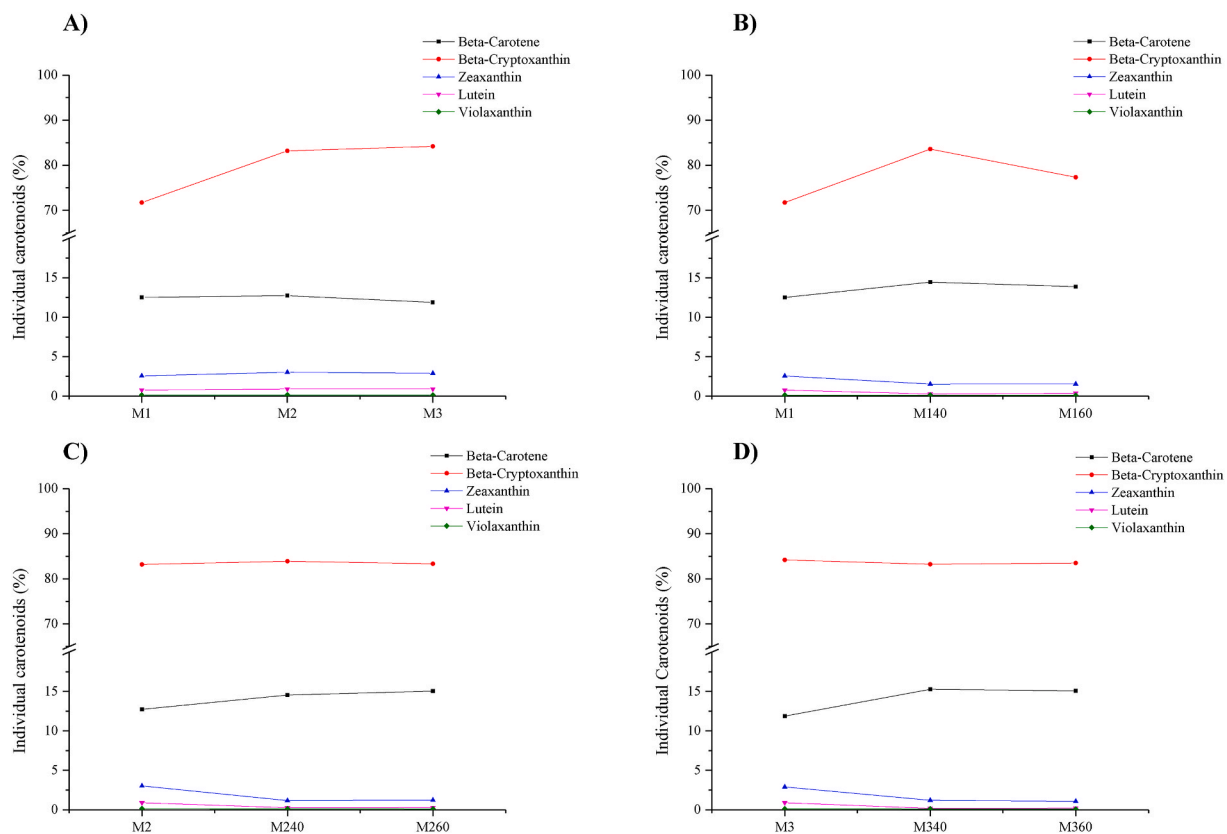 A)
Beta-Carotene
Beta-Cryptoxanthin
Zeaxanthin
Lutein
Violaxanthin
Individual carotenoids (%)
100
90
80
70
15
10
5
0
M1 M2 M3
B)
Beta-Carotene
Beta-Cryptoxanthin
Zeaxanthin
Lutein
Violaxanthin
Individual carotenoids (%)
100
90
80
70
15
10
5
0
M1 M140 M160
C)
Beta-Carotene
Beta-Cryptoxanthin
Zeaxanthin
Lutein
Violaxanthin
Individual carotenoids (%)
100
90
80
70
15
10
5
0
M2 M240 M260
D)
Beta-Carotene
Beta-Cryptoxanthin
Zeaxanthin
Lutein
Violaxanthin
Individual Carotenoids (%)
100
90
80
70
15
10
5
0
M3 M340 M360